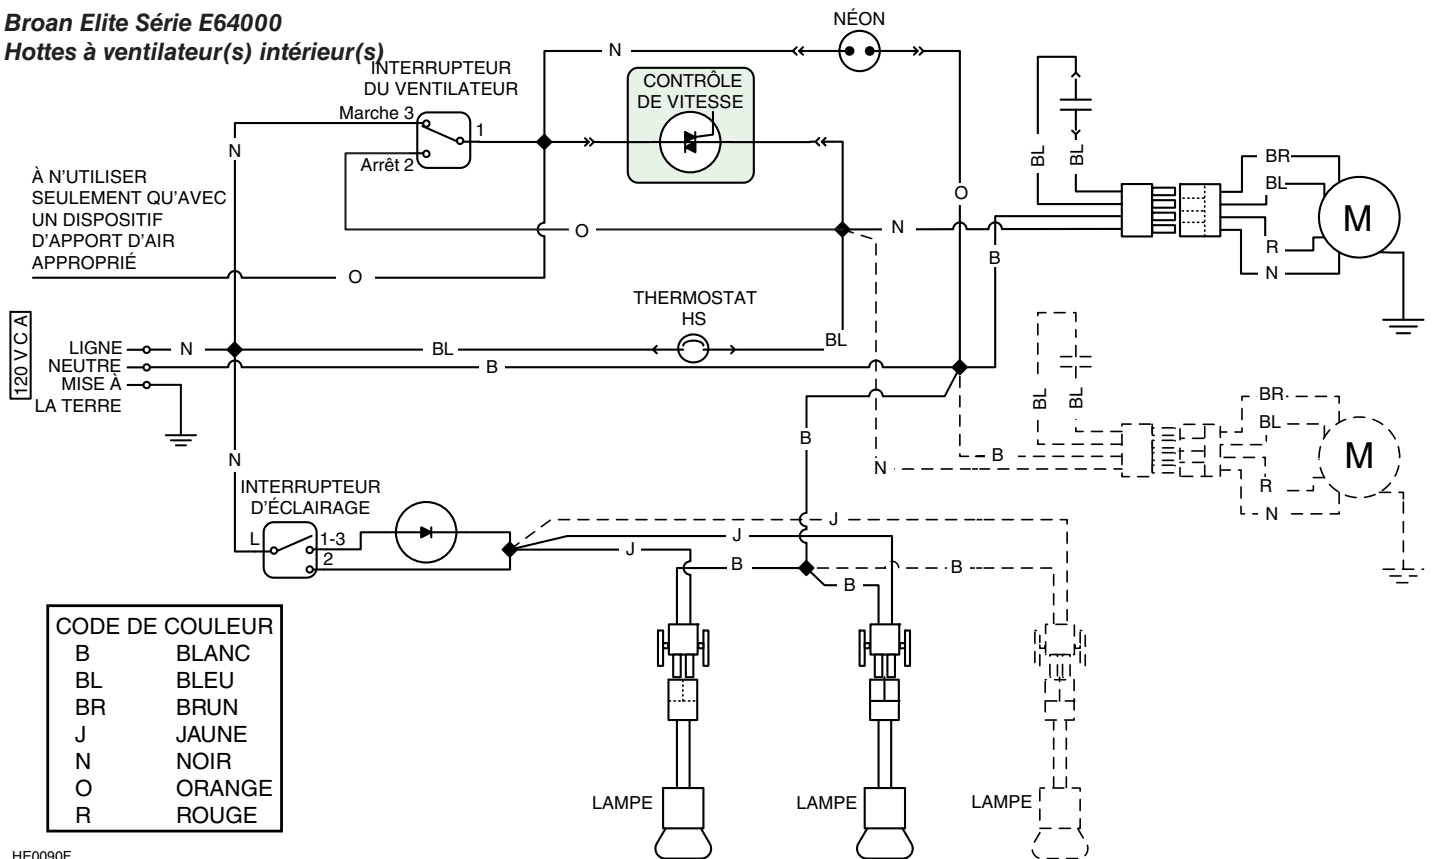 Broan Elite Série E64000
Hottes à ventilateur(s) intérieur(s)
NÉON
N
INTERRUPTEUR
DU VENTILATEUR
CONTRÔLE
DE VITESSE
Marche 3
1
Arrêt 2
N
BL
BL
BR
BL
M
R
N
À N'UTILISER
SEULEMENT QU'AVEC
UN DISPOSITIF
D'APPORT D'AIR
APPROPRIÉ
O
N
O
B
O
THERMOSTAT
HS
120 V C A
LIGNE
N
BL
BL
NEUTRE
B
MISE À
LA TERRE
BL
BL
BR
BL
M
R
N
B
B
N
N
INTERRUPTEUR
D'ÉCLAIRAGE
L
1-3
2
J
J
J
B
B
B
CODE DE COULEUR
B BLANC
BL BLEU
BR BRUN
J JAUNE
N NOIR
O ORANGE
R ROUGE
LAMPE
LAMPE
LAMPE